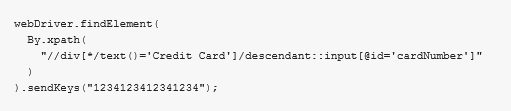 webDriver.findElement(
  By.xpath(
    "//div[*/text()='Credit Card']/descendant::input[@id='cardNumber']"
  )
).sendKeys("1234123412341234");